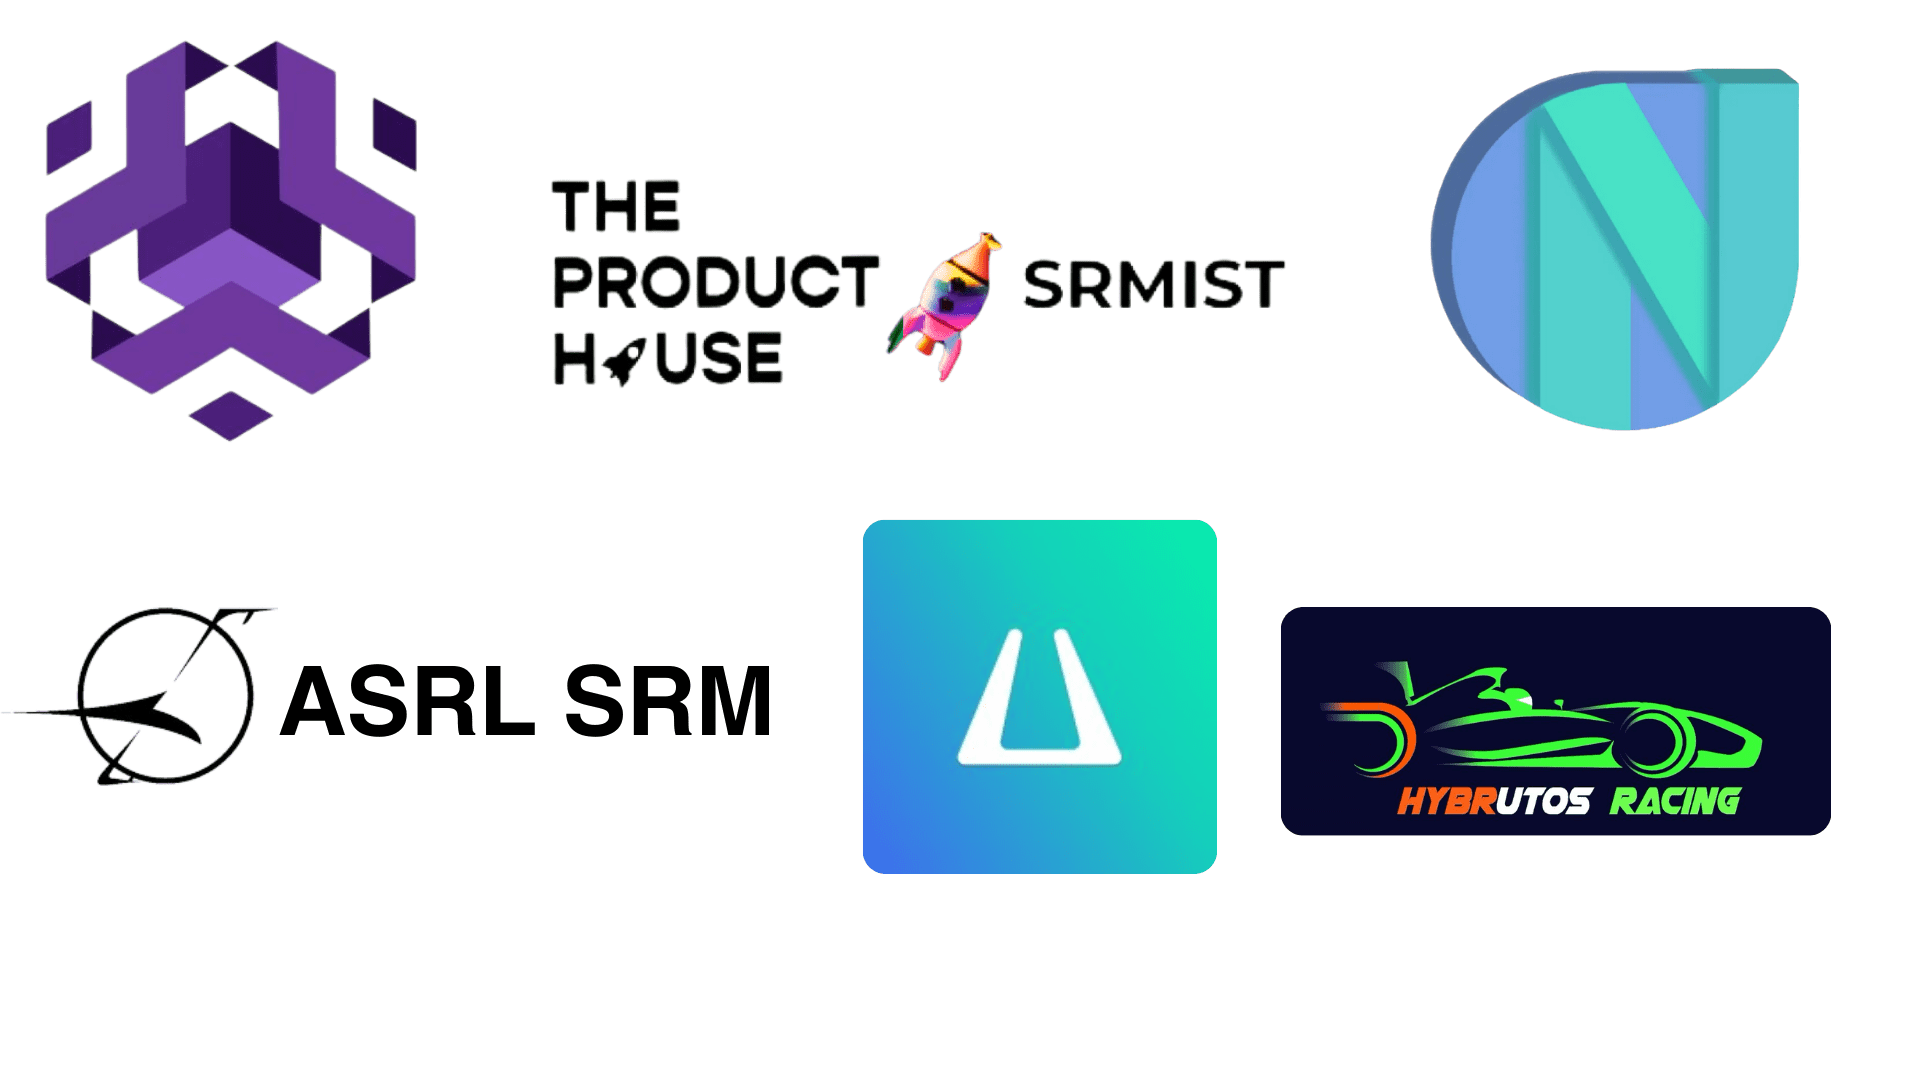 THE
PRODUCT
HOUSE
SRMIST
N
ASRL SRM
HYBRUTOS RACING